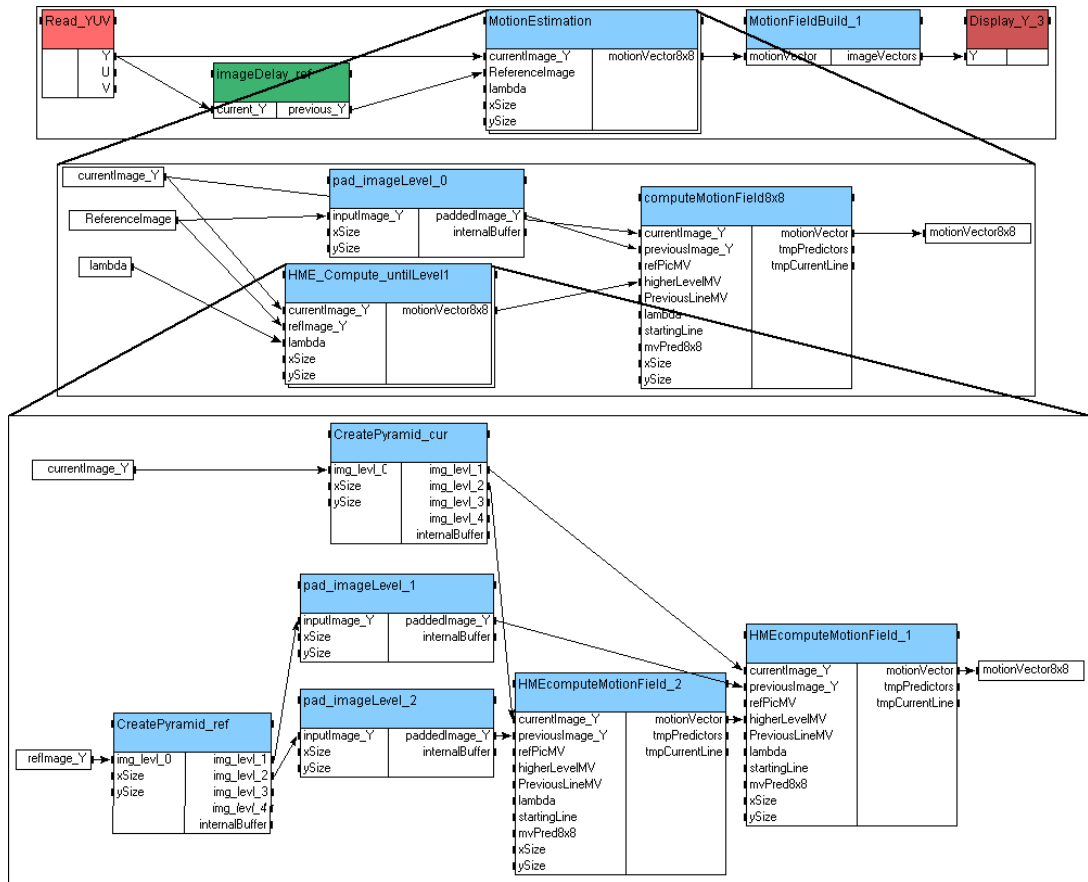 Read_YUV
Y
U
V
imageDelay_ref
current_Y previous_Y
MotionEstimation
currentImage_Y motionVector8x8
ReferenceImage
lambda
xSize
ySize
MotionFieldBuild_1
motionVector imageVectors
Display_Y_3
Y
currentImage_Y
ReferenceImage
lambda
pad_imageLevel_0
inputImage_Y paddedImage_Y
xSize internalBuffer
ySize
HME_Compute_untilLevel1
currentImage_Y motionVector8x8
refImage_Y
lambda
xSize
ySize
computeMotionField8x8
currentImage_Y motionVector
previousImage_Y tmpPredictors
refPicMV tmpCurrentLine
higherLevelMV
PreviousLineMV
lambda
startingLine
mvPred8x8
xSize
ySize
motionVector8x8
currentImage_Y
CreatePyramid_cur
img_levl_0 img_levl_1
xSize img_levl_2
ySize img_levl_3
img_levl_4
internalBuffer
pad_imageLevel_1
inputImage_Y paddedImage_Y
xSize internalBuffer
ySize
pad_imageLevel_2
inputImage_Y paddedImage_Y
xSize internalBuffer
ySize
refImage_Y
CreatePyramid_ref
img_levl_0 img_levl_1
xSize img_levl_2
ySize img_levl_3
img_levl_4
internalBuffer
HMEcomputeMotionField_2
currentImage_Y motionVector
previousImage_Y tmpPredictors
refPicMV tmpCurrentLine
higherLevelMV
PreviousLineMV
lambda
startingLine
mvPred8x8
xSize
ySize
HMEcomputeMotionField_1
currentImage_Y motionVector
previousImage_Y tmpPredictors
refPicMV tmpCurrentLine
higherLevelMV
PreviousLineMV
lambda
startingLine
mvPred8x8
xSize
ySize
motionVector8x8